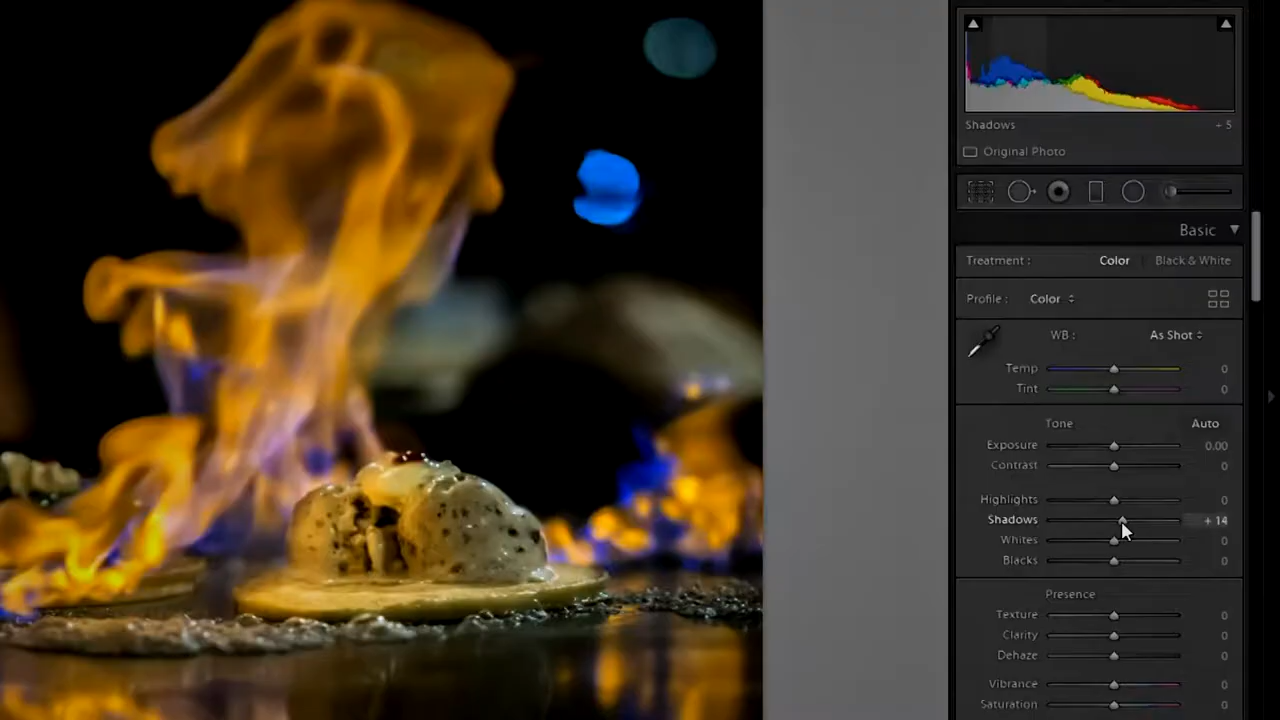 Shadows + 5
Original Photo
Basic
Treatment : Color Black & White
Profile : Color
WB : As Shot
Temp 0
Tint 0
Tone Auto
Exposure 0.00
Contrast 0
Highlights 0
Shadows + 14
Whites 0
Blacks 0
Presence
Texture 0
Clarity 0
Dehaze 0
Vibrance 0
Saturation 0